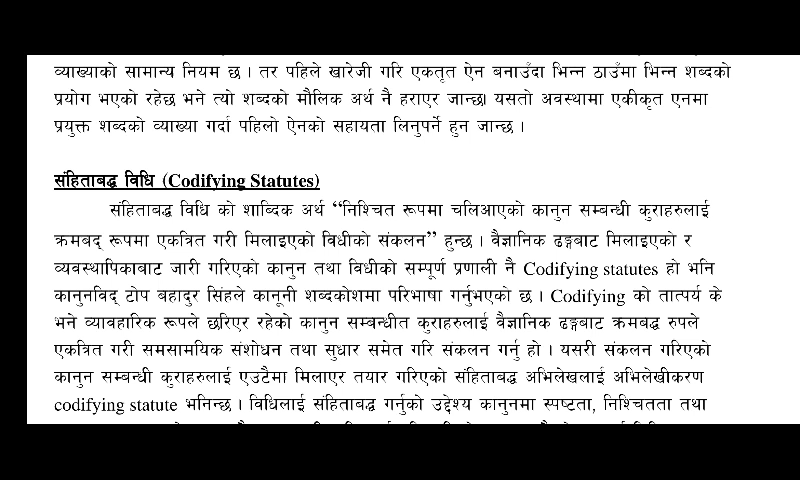 व्याख्याको सामान्य नियम छ । तर पहिले खारेजी गरि एकतृत ऐन बनाउँदा भिन्न ठाउँमा भिन्न शब्दको
प्रयोग भएको रहेछ भने त्यो शब्दको मौलिक अर्थ नै हराएर जान्छ। यसतो अवस्थामा एकीकृत एनमा
प्रयुक्त शब्दको व्याख्या गर्दा पहिलो ऐनको सहायता लिनुपर्ने हुन जान्छ ।
संहिताबद्ध विधि (Codifying Statutes)
संहिताबद्ध विधि को शाब्दिक अर्थ “निश्चित रूपमा चलिआएको कानुन सम्बन्धी कुराहरुलाई
क्रमबद् रूपमा एकत्रित गरी मिलाइएको विधीको संकलन” हुन्छ । वैज्ञानिक ढङ्गबाट मिलाइएको र
व्यवस्थापिकाबाट जारी गरिएको कानुन तथा विधीको सम्पूर्ण प्रणाली नै Codifying statutes हो भनि
कानुनविद् टोप बहादुर सिंहले कानूनी शब्दकोशमा परिभाषा गर्नुभएको छ । Codifying को तात्पर्य के
भने व्यावहारिक रूपले छरिएर रहेको कानुन सम्बन्धीत कुराहरुलाई वैज्ञानिक ढङ्गबाट क्रमबद्ध रुपले
एकत्रित गरी समसामयिक संशोधन तथा सुधार समेत गरि संकलन गर्नु हो । यसरी संकलन गरिएको
कानुन सम्बन्धी कुराहरुलाई एउटैमा मिलाएर तयार गरिएको संहिताबद्ध अभिलेखलाई अभिलेखीकरण
codifying statute भनिन्छ । विधिलाई संहिताबद्ध गर्नुको उद्देश्य कानुनमा स्पष्टता, निश्चितता तथा